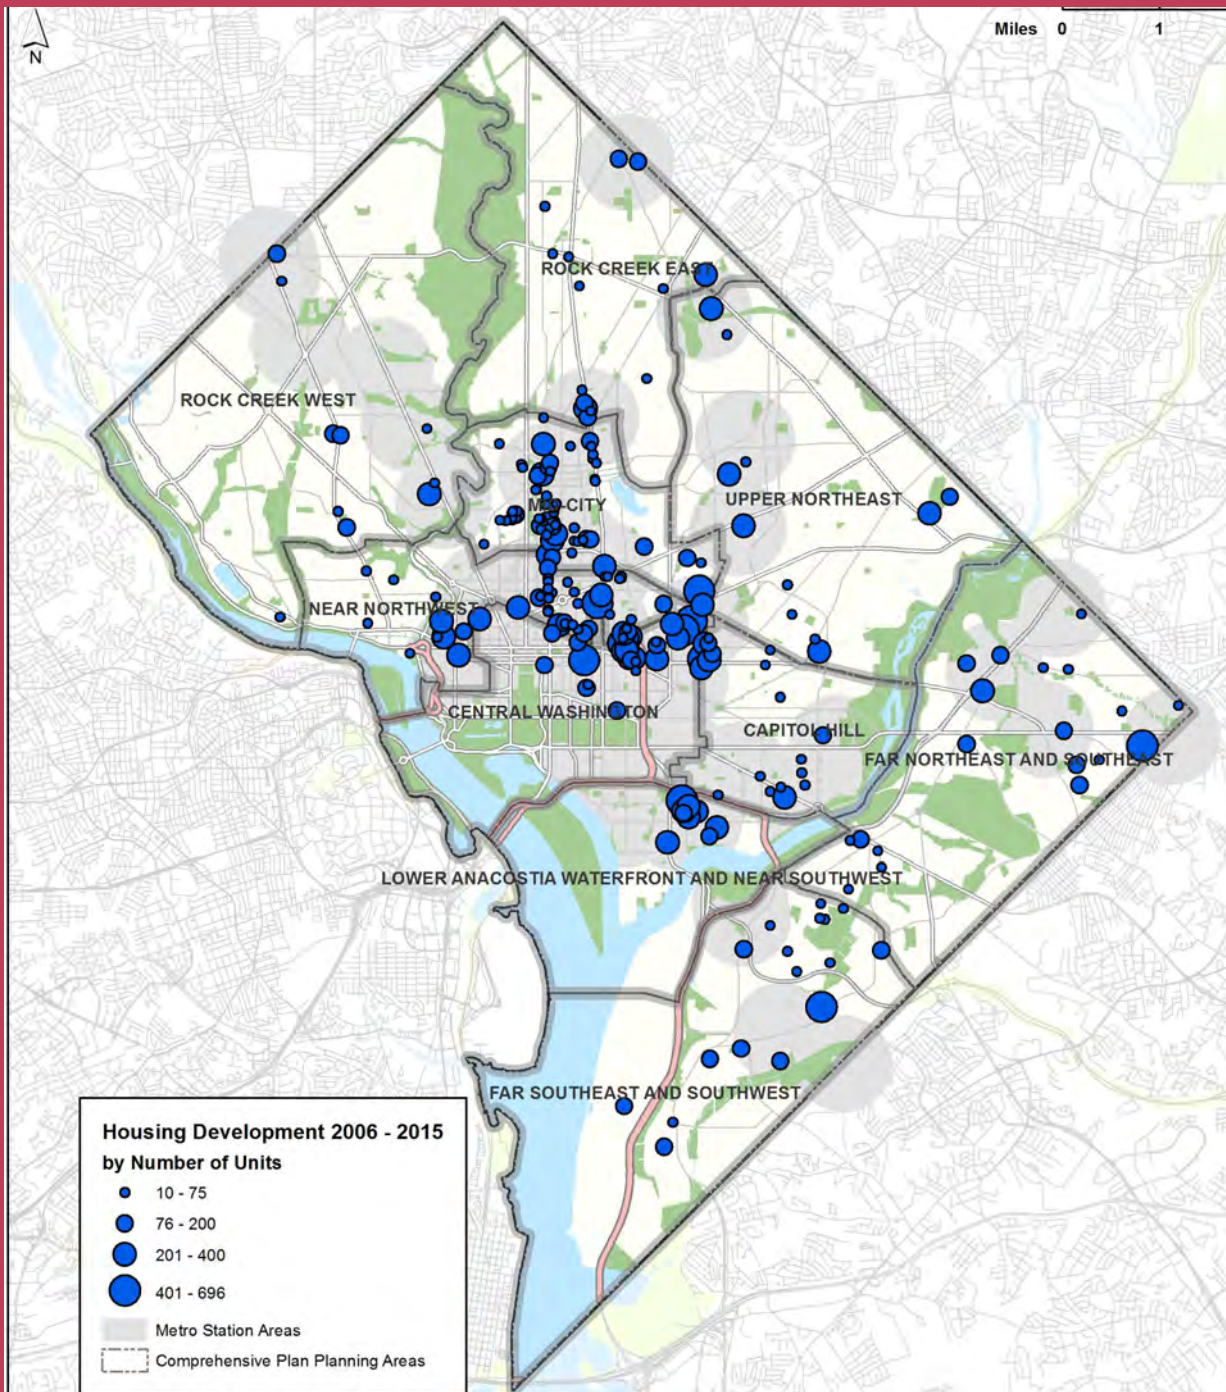 Miles 0 1
N
ROCK CREEK EAST
ROCK CREEK WEST
UPPER NORTHEAST
MID-CITY
NEAR NORTHWEST
CENTRAL WASHINGTON
CAPITOL HILL
FAR NORTHEAST AND SOUTHEAST
LOWER ANACOSTIA WATERFRONT AND NEAR SOUTHWEST
FAR SOUTHEAST AND SOUTHWEST
Housing Development 2006 - 2015
by Number of Units
10 - 75
76 - 200
201 - 400
401 - 696
Metro Station Areas
Comprehensive Plan Planning Areas